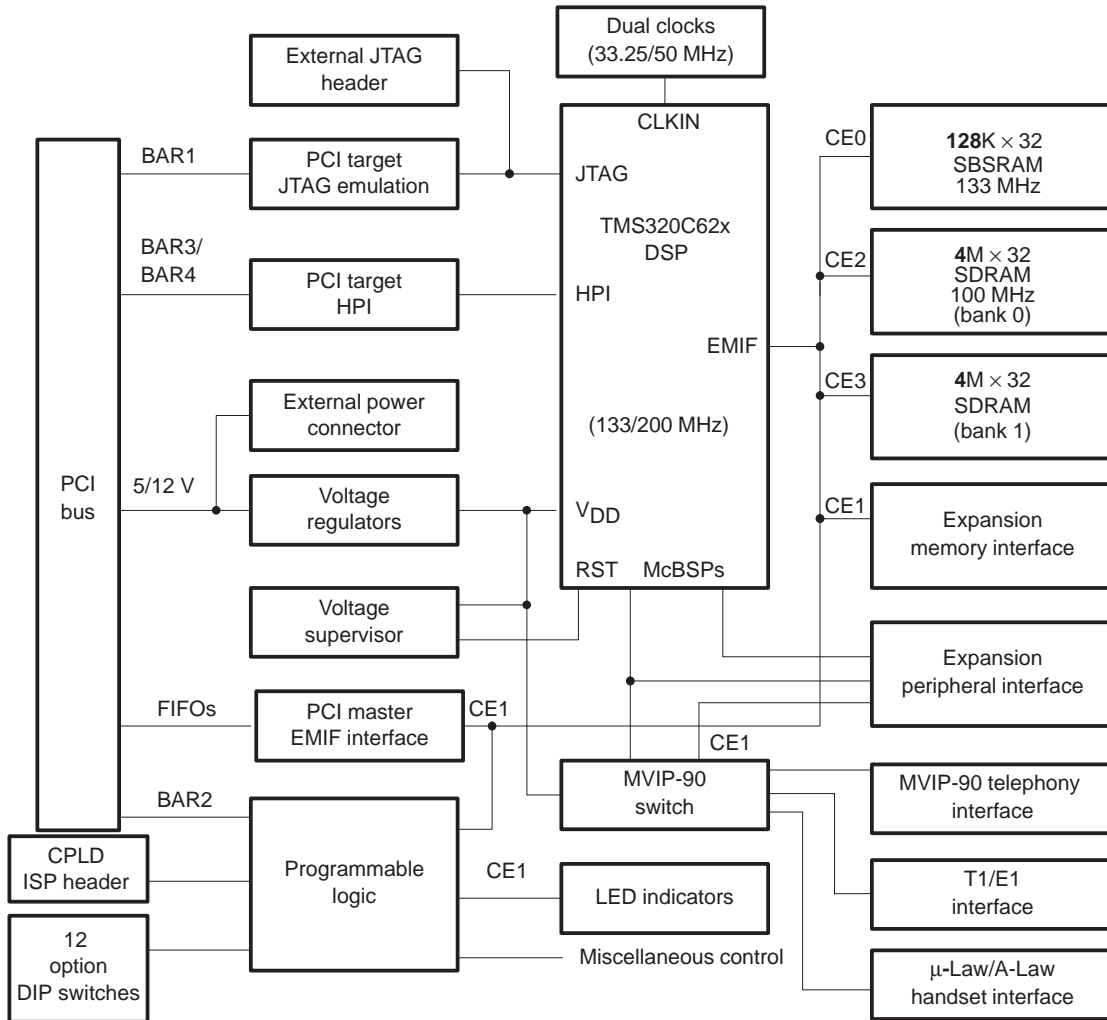 Dual clocks
(33.25/50 MHz)
External JTAG
header
CLKIN
CE0
128K × 32
SBSRAM
133 MHz
BAR1
PCI target
JTAG emulation
JTAG
TMS320C62x
DSP
BAR3/
BAR4
PCI target
HPI
HPI
CE2
4M × 32
SDRAM
100 MHz
(bank 0)
EMIF
CE3
4M × 32
SDRAM
(bank 1)
External power
connector
(133/200 MHz)
PCI
bus
5/12 V
Voltage
regulators
VDD
CE1
Expansion
memory interface
RST
McBSPs
Voltage
supervisor
Expansion
peripheral interface
FIFOs
PCI master
EMIF interface
CE1
CE1
MVIP-90
switch
MVIP-90 telephony
interface
BAR2
CPLD
ISP header
Programmable
logic
CE1
LED indicators
T1/E1
interface
12
option
DIP switches
Miscellaneous control
µ-Law/A-Law
handset interface